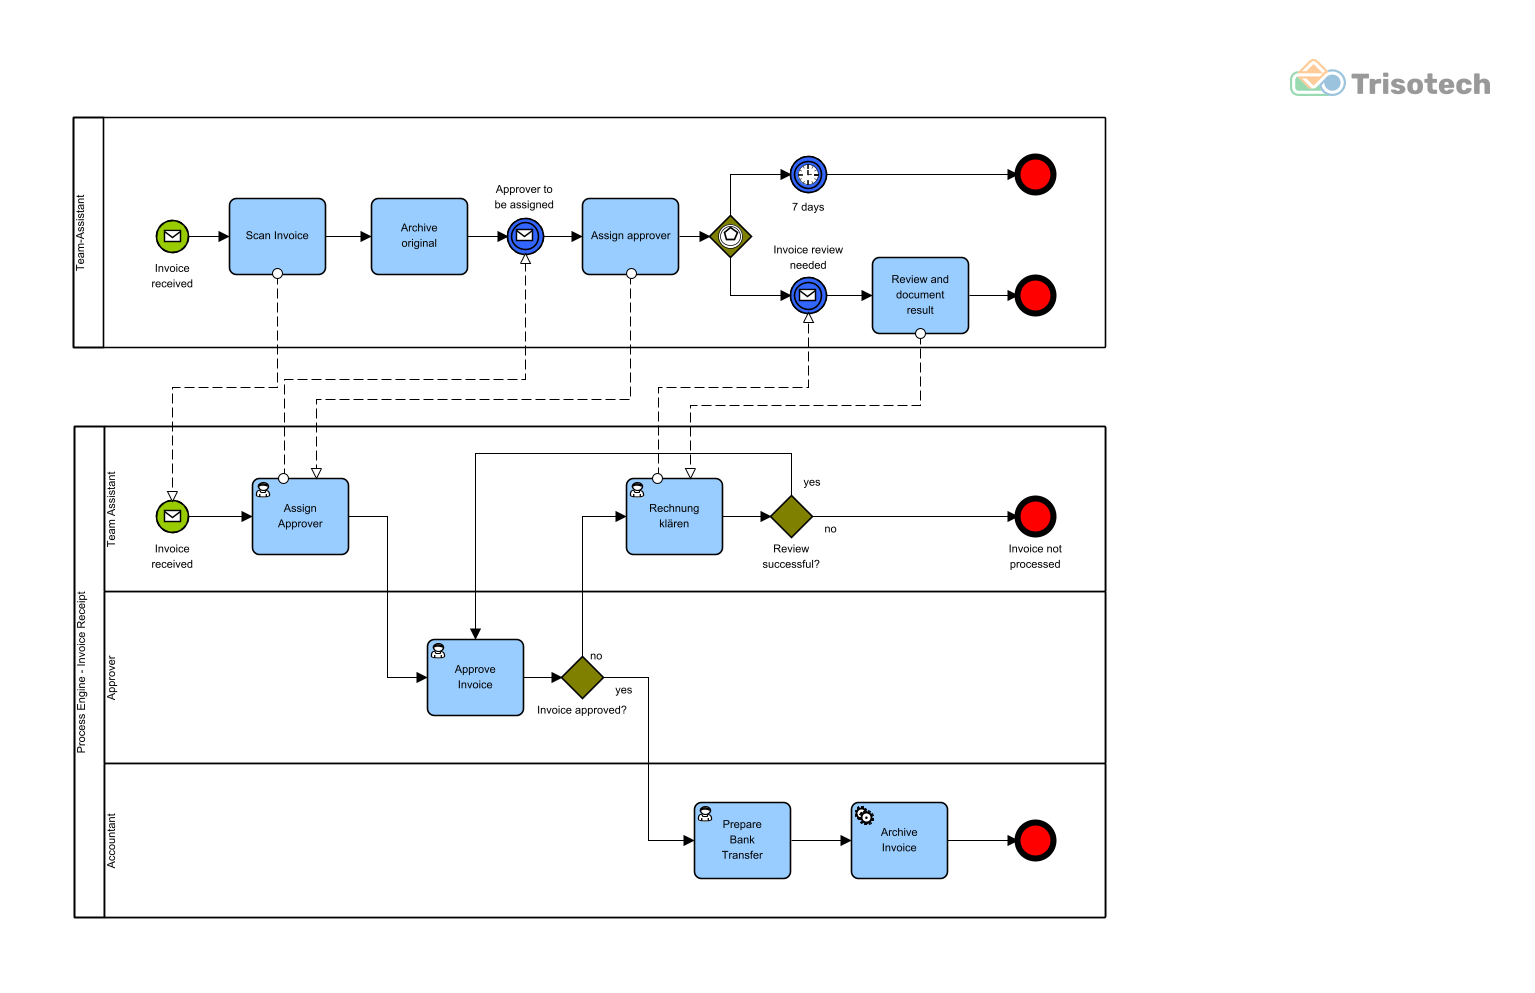 Trisotech
Team-Assistant
Invoice
received
Scan Invoice
Archive
original
Approver to
be assigned
Assign approver
7 days
Invoice review
needed
Review and
document
result
Process Engine - Invoice Receipt
Team Assistant
Invoice
received
Assign
Approver
Rechnung
klären
yes
no
Review
successful?
Invoice not
processed
Approver
Approve
Invoice
no
yes
Invoice approved?
Accountant
Prepare
Bank
Transfer
Archive
Invoice